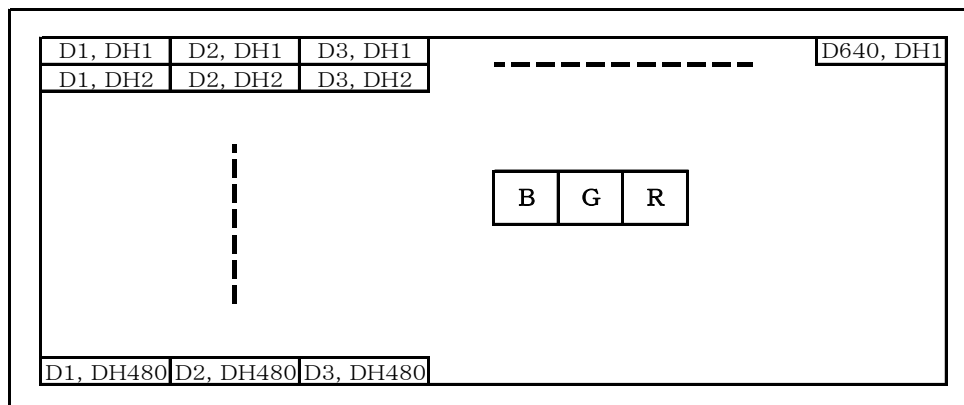 D1, DH1 D2, DH1 D3, DH1 D640, DH1
D1, DH2 D2, DH2 D3, DH2
B G R
D1, DH480 D2, DH480 D3, DH480